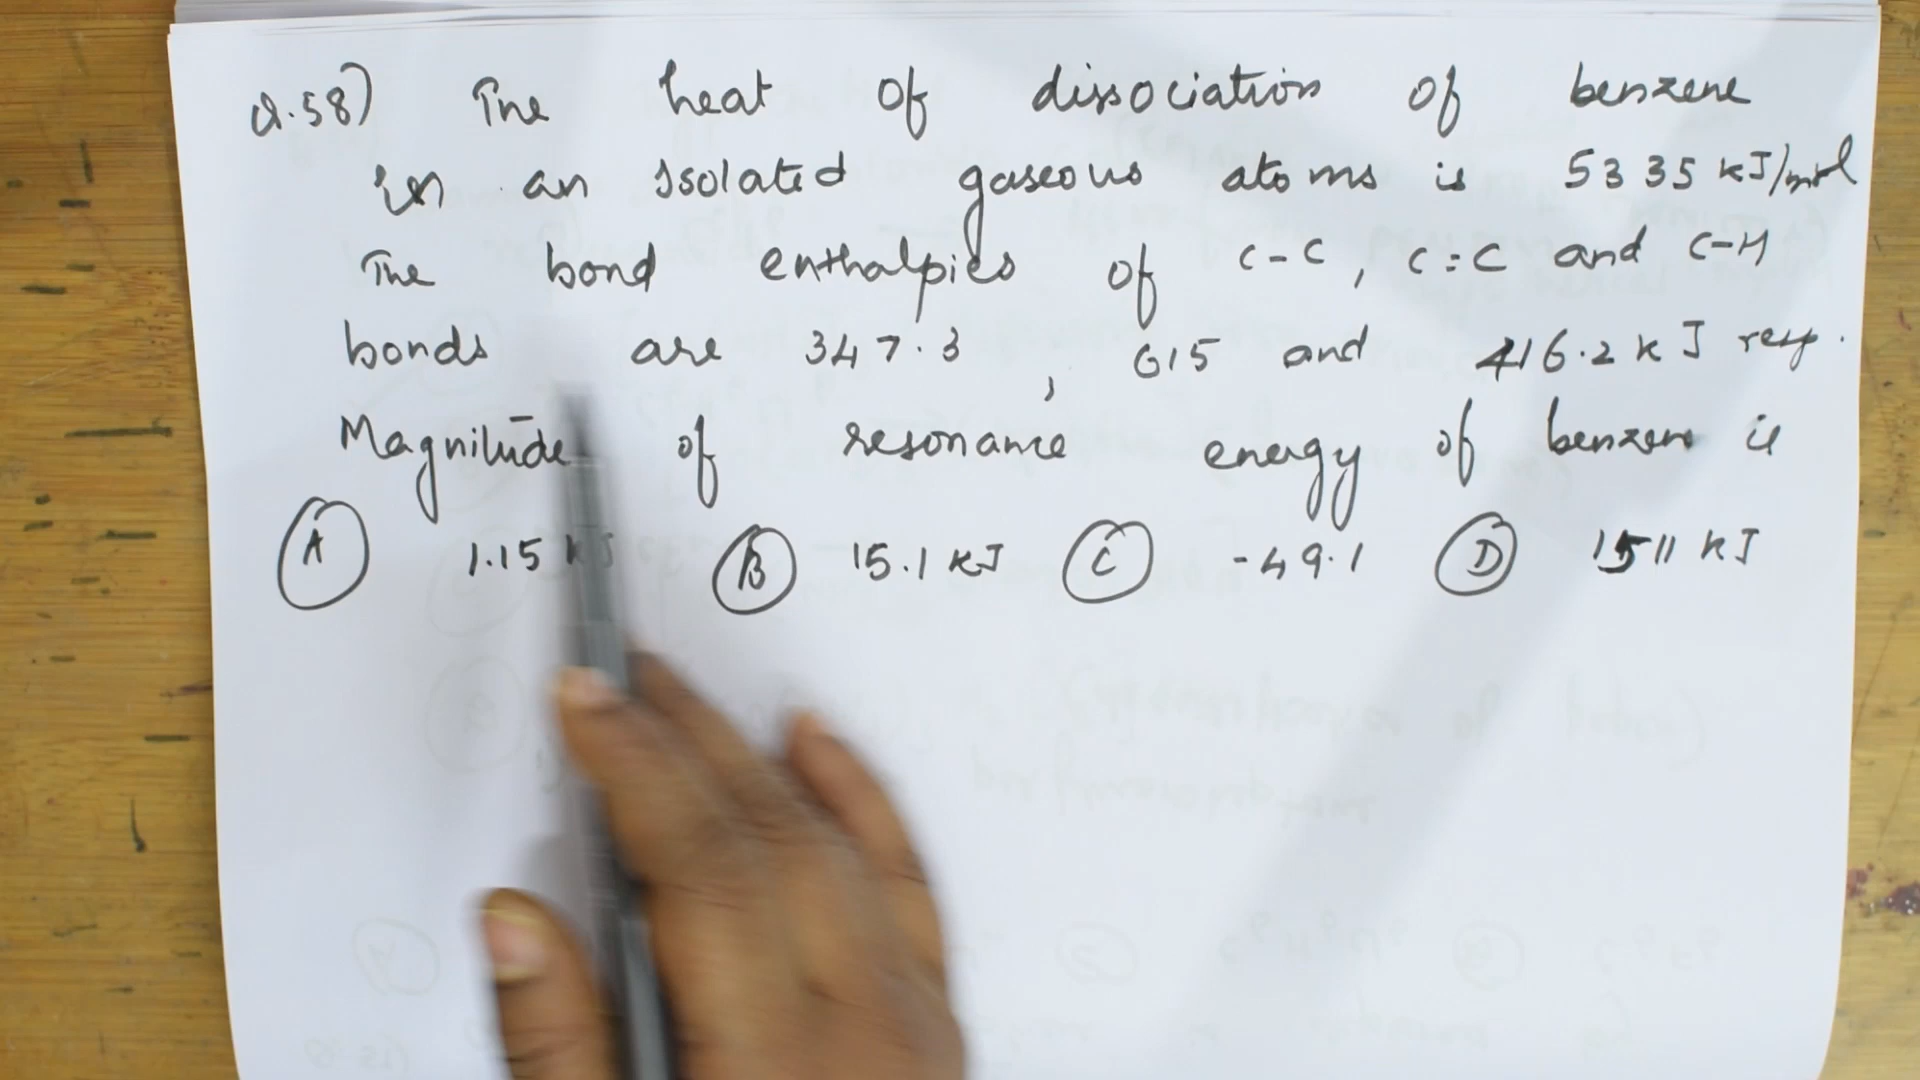 Q.58) The heat of dissociation of benzene
in an isolated gaseous atoms is 5335 kJ/mol
The bond enthalpies of C-C, C=C and C-H
bonds are 347.3, 615 and 416.2 kJ resp.
Magnitude of resonance energy of benzene is
(A) 1.15 kJ (B) 15.1 kJ (C) -49.1 (D) 1511 kJ